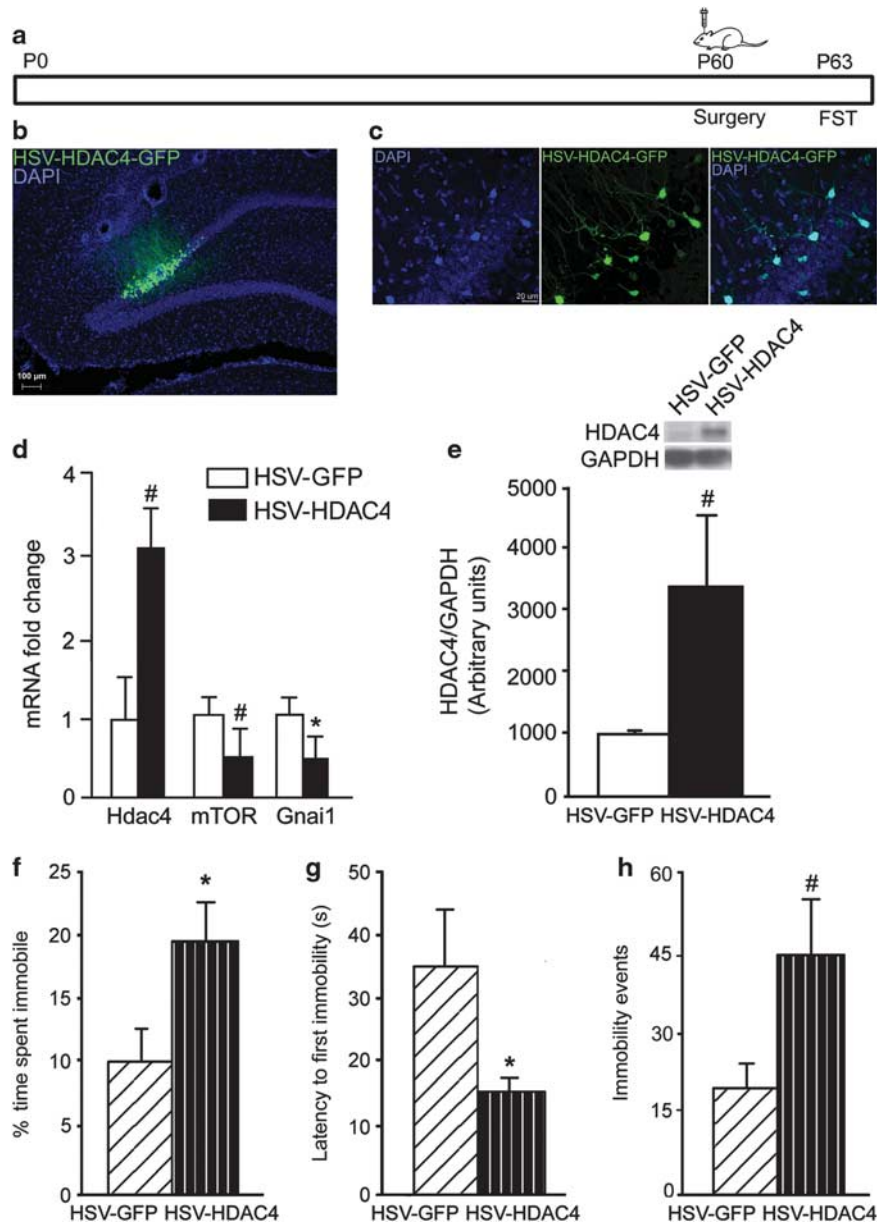 a
P0 P60 P63
Surgery FST
b
HSV-HDAC4-GFP
DAPI
100 µm
c
DAPI
20 um
HSV-HDAC4-GFP
HSV-HDAC4-GFP
DAPI
d
mRNA fold change
4
3
2
1
0
HSV-GFP
HSV-HDAC4
#
#
*
Hdac4 mTOR Gnai1
e
HSV-GFP
HSV-HDAC4
HDAC4
GAPDH
HDAC4/GAPDH
(Arbitrary units)
5000
4000
3000
2000
1000
0
#
HSV-GFP HSV-HDAC4
f
% time spent immobile
25
20
15
10
5
0
*
HSV-GFP HSV-HDAC4
g
Latency to first immobility (s)
50
40
30
20
10
0
*
HSV-GFP HSV-HDAC4
h
Immobility events
60
45
30
15
0
#
HSV-GFP HSV-HDAC4